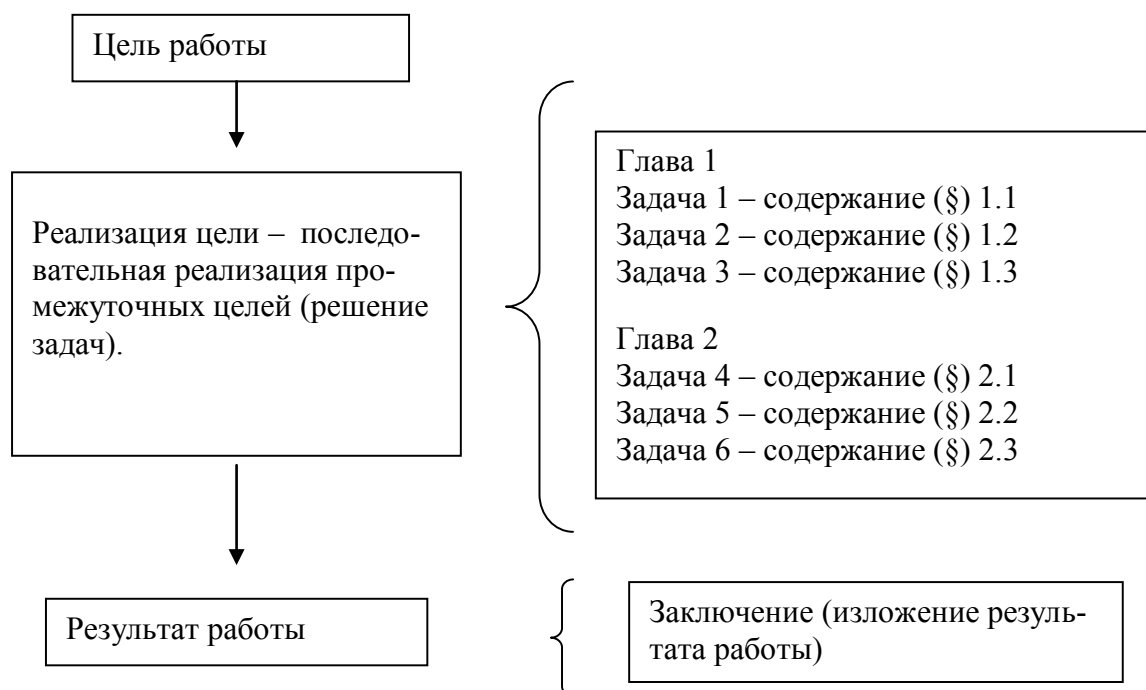 Цель работы
Реализация цели – последо-
вательная реализация про-
межуточных целей (решение
задач).
Глава 1
Задача 1 – содержание (§) 1.1
Задача 2 – содержание (§) 1.2
Задача 3 – содержание (§) 1.3
Глава 2
Задача 4 – содержание (§) 2.1
Задача 5 – содержание (§) 2.2
Задача 6 – содержание (§) 2.3
Результат работы
Заключение (изложение резуль-
тата работы)